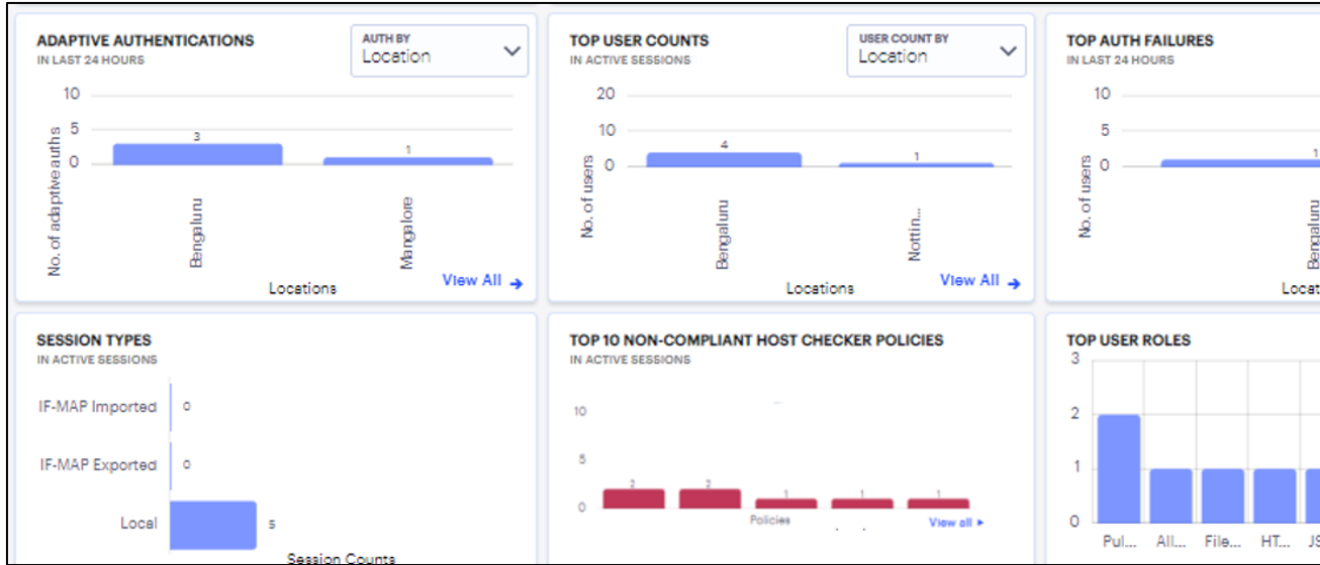 ADAPTIVE AUTHENTICATIONS
IN LAST 24 HOURS
AUTH BY
Location
10
5
0
3
1
No. of adaptive auths
Bengaluru
Mangalore
Locations
View All
TOP USER COUNTS
IN ACTIVE SESSIONS
USER COUNT BY
Location
20
10
0
4
1
No. of users
Bengaluru
Nottin...
Locations
View All
TOP AUTH FAILURES
IN LAST 24 HOURS
10
5
0
1
No. of users
Bengaluru
Locat
SESSION TYPES
IN ACTIVE SESSIONS
IF-MAP Imported
0
IF-MAP Exported
0
Local
5
Session Counts
TOP 10 NON-COMPLIANT HOST CHECKER POLICIES
IN ACTIVE SESSIONS
10
5
0
2
2
1
1
1
Policies
View all
TOP USER ROLES
3
2
1
0
Pul...
All...
File...
HT...
JS